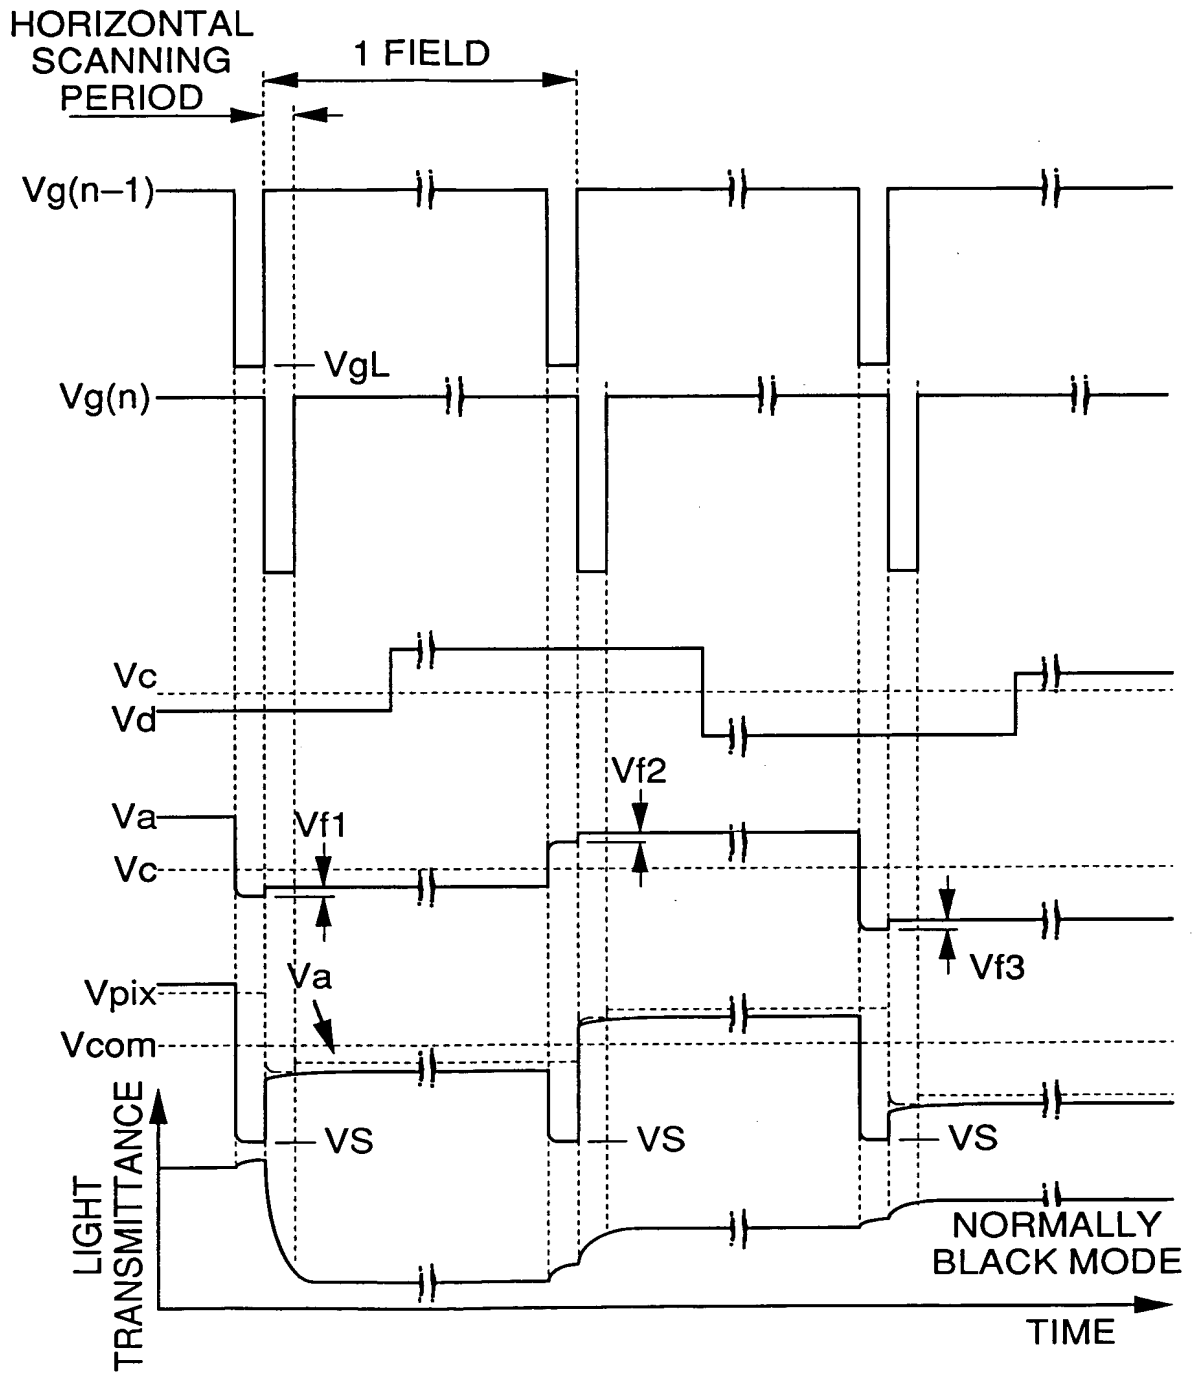 HORIZONTAL
SCANNING
PERIOD
1 FIELD
Vg(n–1)
VgL
Vg(n)
Vc
Vd
Vf2
Va
Vf1
Vc
Vf3
Va
Vpix
Vcom
VS
VS
VS
LIGHT
TRANSMITTANCE
NORMALLY
BLACK MODE
TIME